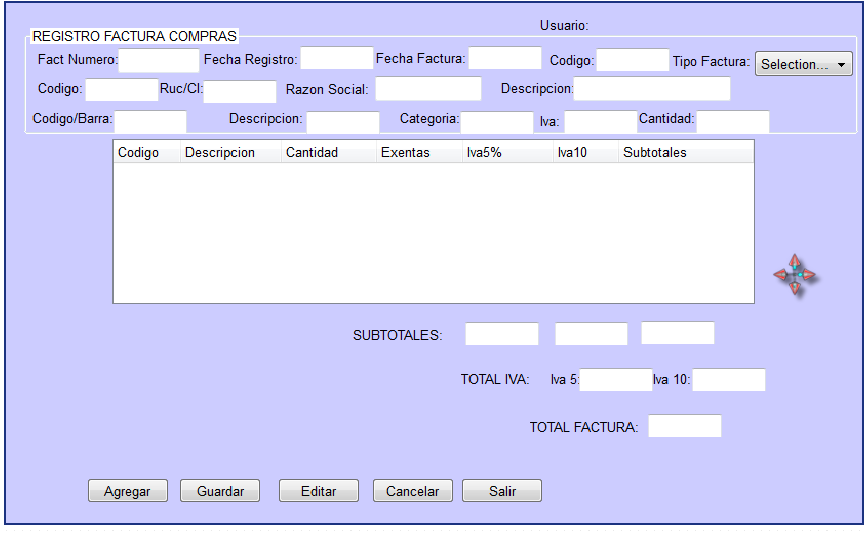 Usuario:
REGISTRO FACTURA COMPRAS
Fact Numero: Fecha Registro: Fecha Factura: Codigo: Tipo Factura: Selection...
Codigo: Ruc/CI: Razon Social: Descripcion:
Codigo/Barra: Descripcion: Categoria: Iva: Cantidad:
Codigo Descripcion Cantidad Exentas Iva5% Iva10 Subtotales
SUBTOTALES:
TOTAL IVA: Iva 5: Iva 10:
TOTAL FACTURA:
Agregar Guardar Editar Cancelar Salir